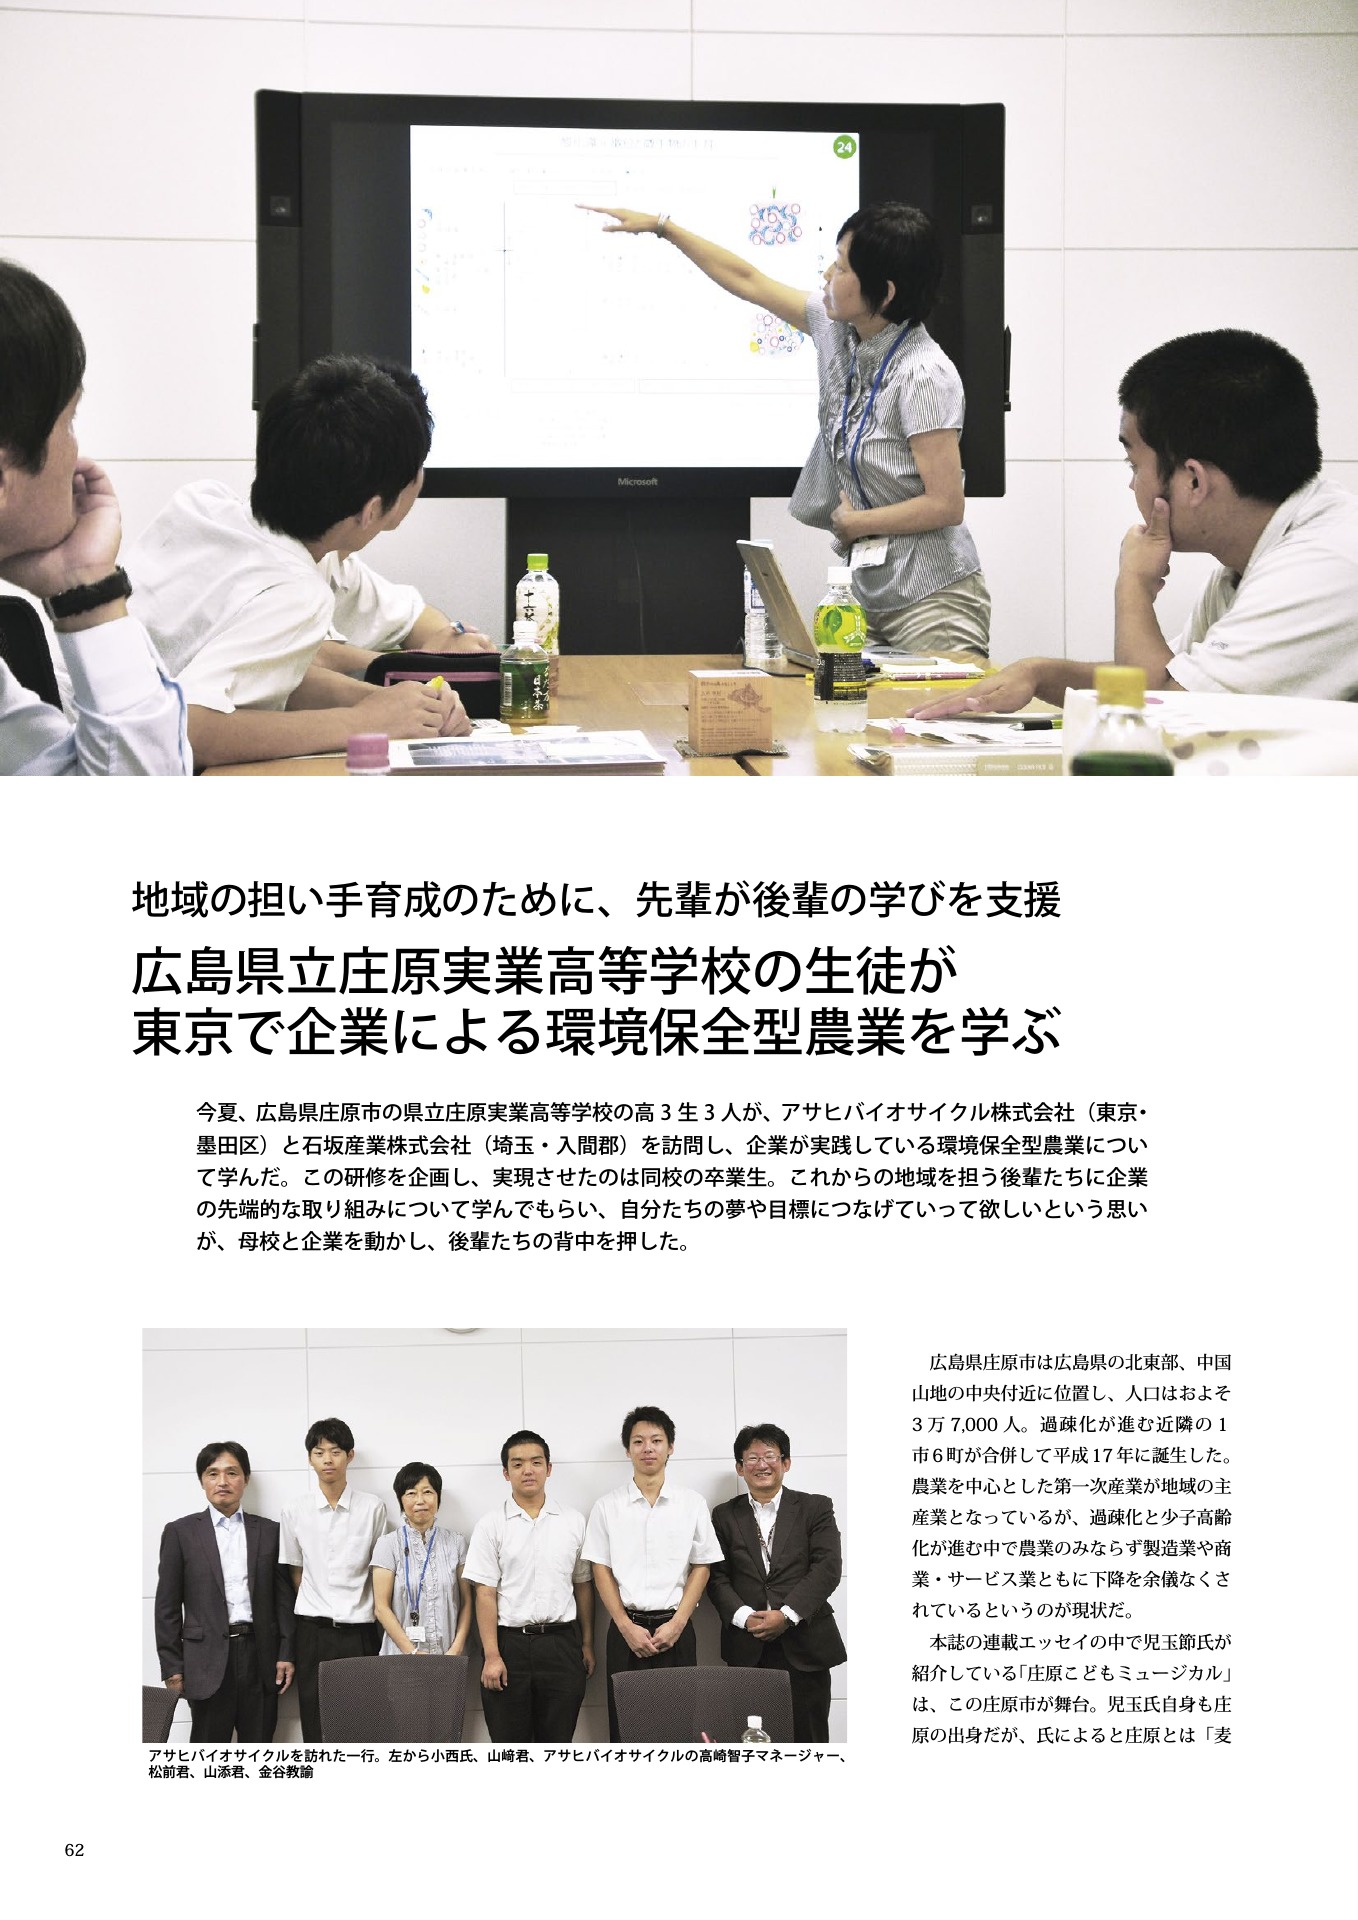 24
Microsoft
十六茶
日本茶
地域の担い手育成のために、先輩が後輩の学びを支援
広島県立庄原実業高等学校の生徒が
東京で企業による環境保全型農業を学ぶ
今夏、広島県庄原市の県立庄原実業高等学校の高3生3人が、アサヒバイオサイクル株式会社（東京・
墨田区）と石坂産業株式会社（埼玉・入間郡）を訪問し、企業が実践している環境保全型農業につい
て学んだ。この研修を企画し、実現させたのは同校の卒業生。これからの地域を担う後輩たちに企業
の先端的な取り組みについて学んでもらい、自分たちの夢や目標につなげていって欲しいという思い
が、母校と企業を動かし、後輩たちの背中を押した。
アサヒバイオサイクルを訪れた一行。左から小西氏、山﨑君、アサヒバイオサイクルの高崎智子マネージャー、
松前君、山添君、金谷教諭
広島県庄原市は広島県の北東部、中国
山地の中央付近に位置し、人口はおよそ
3万7,000人。過疎化が進む近隣の1
市6町が合併して平成17年に誕生した。
農業を中心とした第一次産業が地域の主
産業となっているが、過疎化と少子高齢
化が進む中で農業のみならず製造業や商
業・サービス業ともに下降を余儀なくさ
れているというのが現状だ。
本誌の連載エッセイの中で児玉節氏が
紹介している「庄原こどもミュージカル」
は、この庄原市が舞台。児玉氏自身も庄
原の出身だが、氏によると庄原とは「麦
62